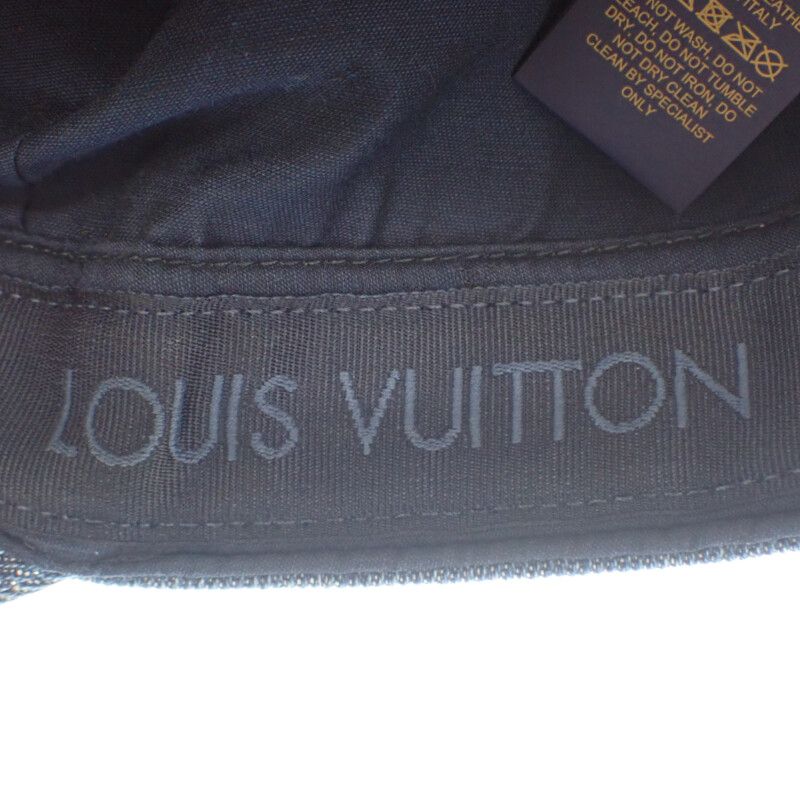 LEATHE
ITALY
NOT WASH, DO NOT
LEACH, DO NOT TUMBLE
DRY, DO NOT IRON, DO
NOT DRY CLEAN
CLEAN BY SPECIALIST
ONLY
LOUIS VUITTON